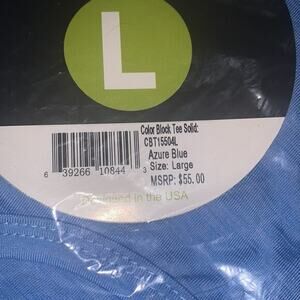 L
Color Block Tee Solid:
CBT15504L
Azure Blue
Size: Large
MSRP: $55.00
6 39266 10844 3
Designed in the USA